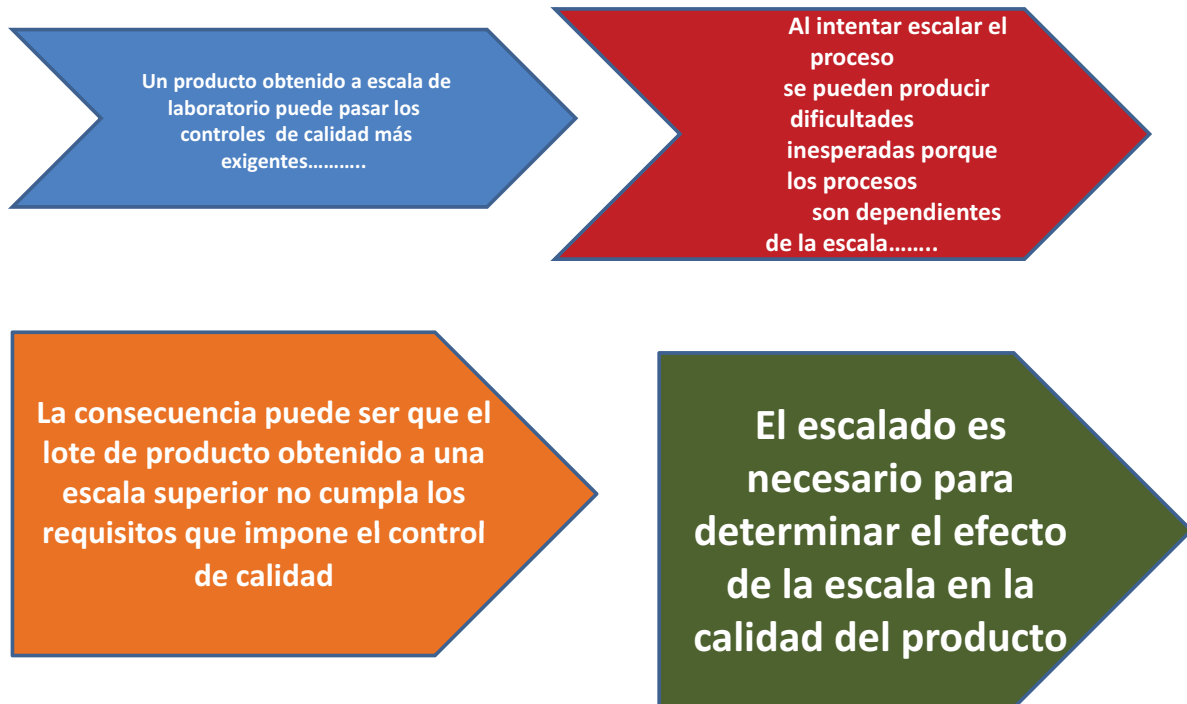 Un producto obtenido a escala de
laboratorio puede pasar los
controles de calidad más
exigentes………..
Al intentar escalar el
proceso
se pueden producir
dificultades
inesperadas porque
los procesos
son dependientes
de la escala……..
La consecuencia puede ser que el
lote de producto obtenido a una
escala superior no cumpla los
requisitos que impone el control
de calidad
El escalado es
necesario para
determinar el efecto
de la escala en la
calidad del producto